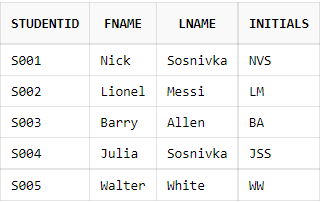 STUDENTID FNAME LNAME INITIALS
S001 Nick Sosnivka NVS
S002 Lionel Messi LM
S003 Barry Allen BA
S004 Julia Sosnivka JSS
S005 Walter White WW